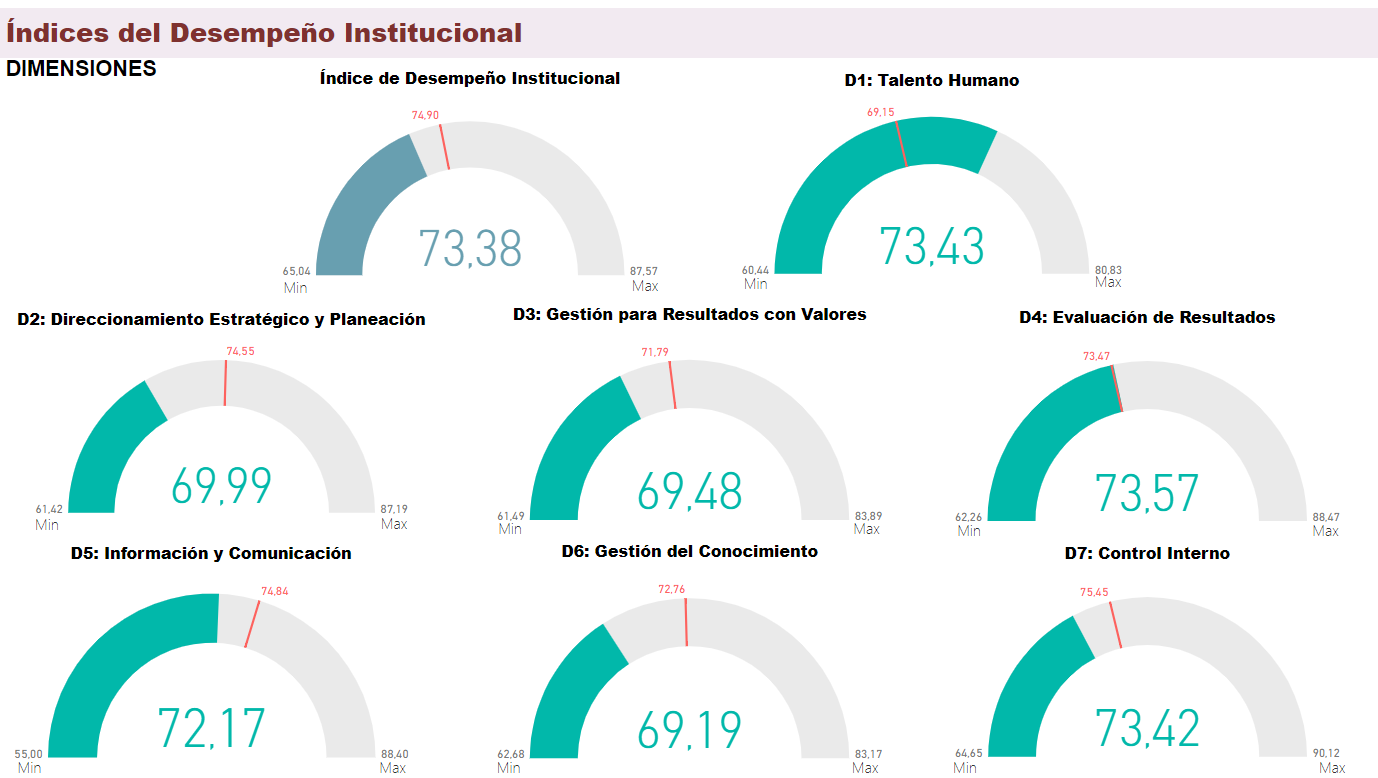 Índices del Desempeño Institucional
DIMENSIONES
Índice de Desempeño Institucional
74,90
73,38
65,04
Min
87,57
Max
D1: Talento Humano
69,15
73,43
60,44
Min
80,83
Max
D2: Direccionamiento Estratégico y Planeación
74,55
69,99
61,42
Min
87,19
Max
D3: Gestión para Resultados con Valores
71,79
69,48
61,49
Min
83,89
Max
D4: Evaluación de Resultados
73,47
73,57
62,26
Min
88,47
Max
D5: Información y Comunicación
74,84
72,17
55,00
Min
88,40
Max
D6: Gestión del Conocimiento
72,76
69,19
62,68
Min
83,17
Max
D7: Control Interno
75,45
73,42
64,65
Min
90,12
Max